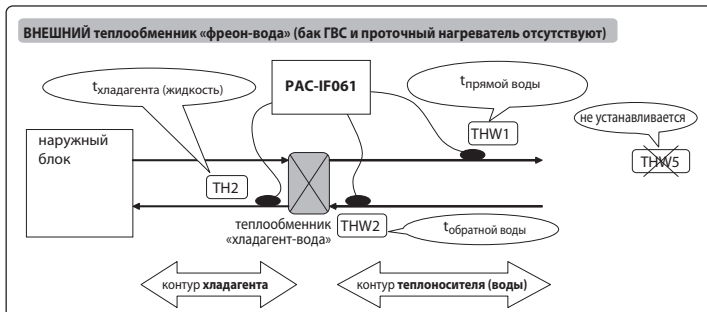 ВНЕШНИЙ теплообменник «фреон-вода» (бак ГВС и проточный нагреватель отсутствуют)
tхладагента (жидкость)
PAC-IF061
tпрямой воды
не устанавливается
наружный
блок
THW1
THW5
TH2
теплообменник
«хладагент-вода»
THW2
tобратной воды
контур хладагента
контур теплоносителя (воды)